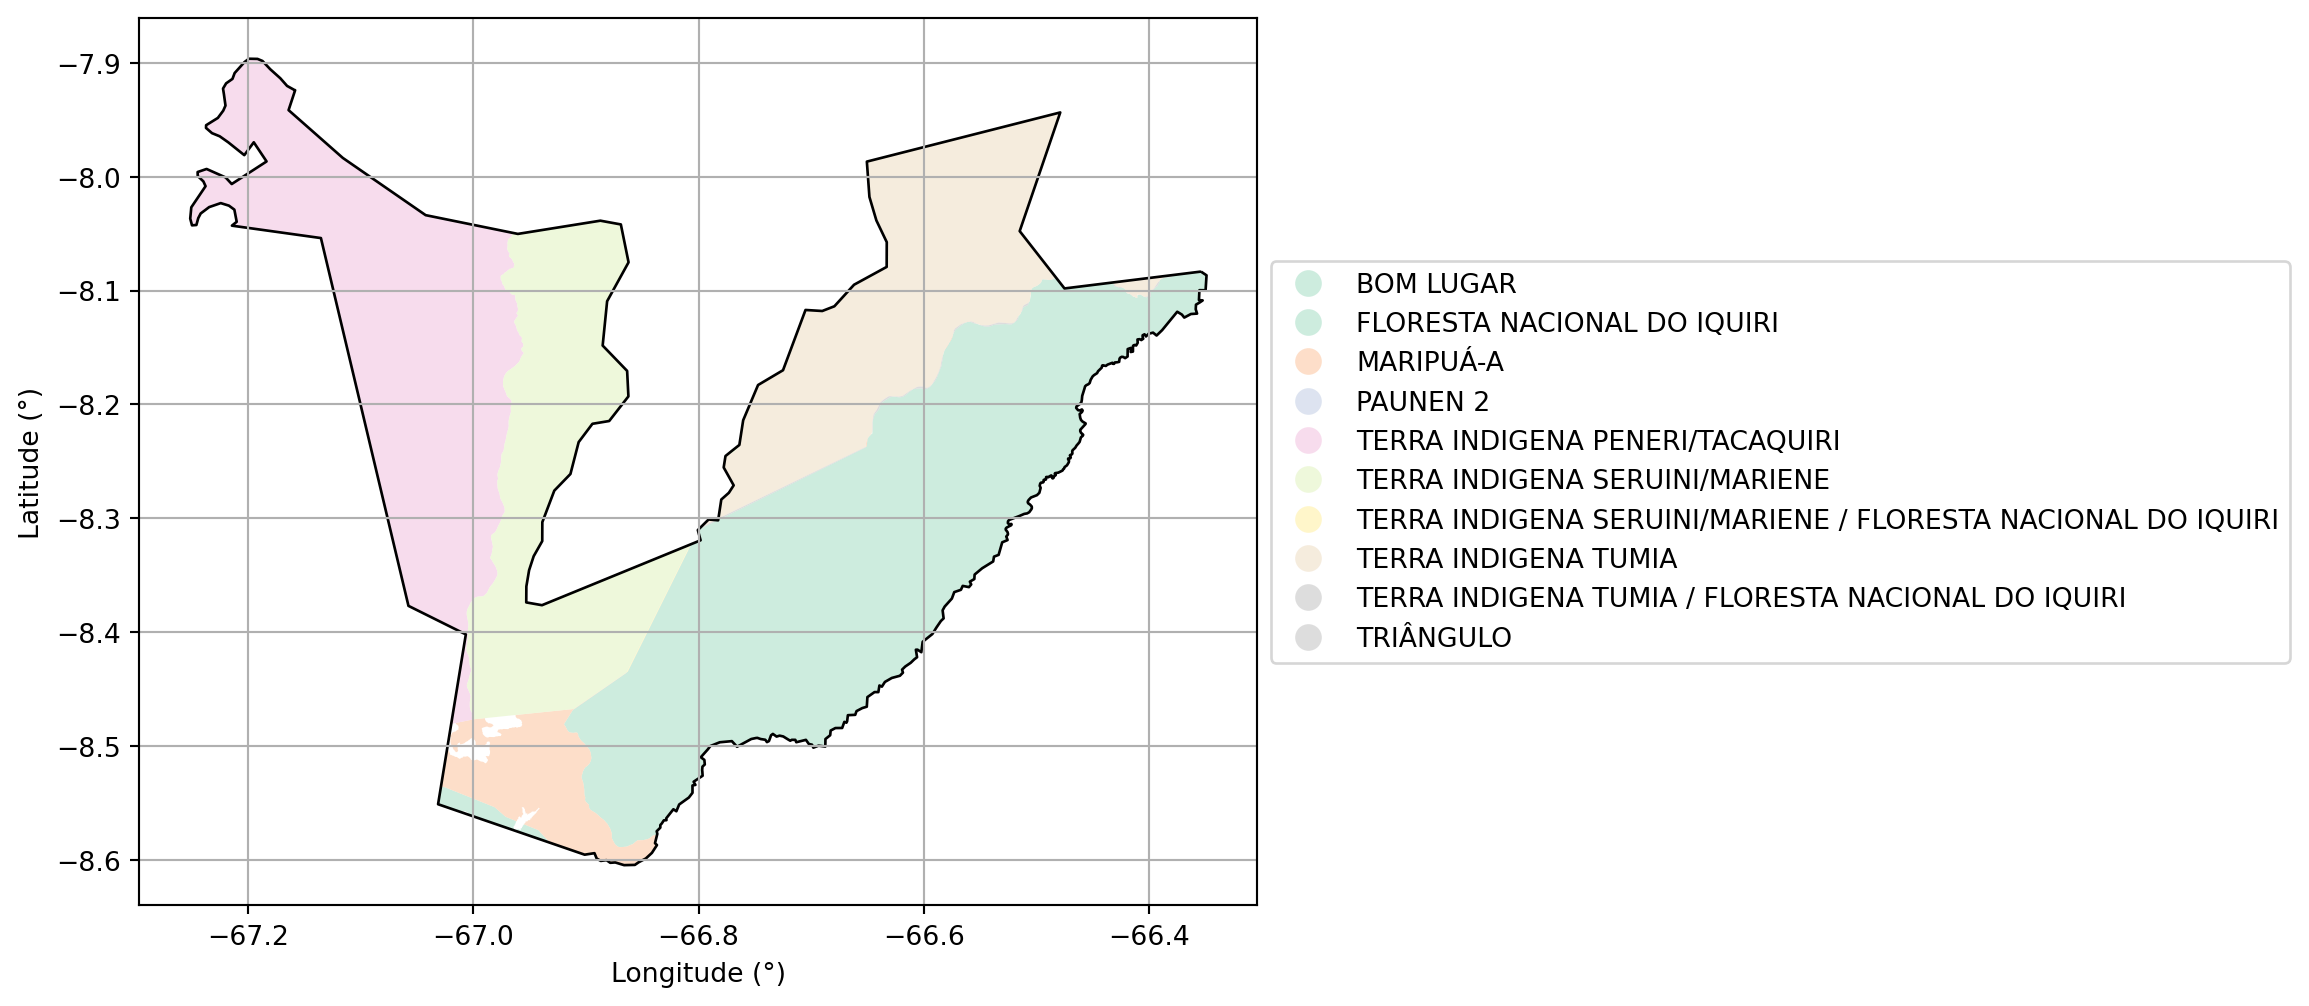 −7.9
−8.0
−8.1
−8.2
−8.3
−8.4
−8.5
−8.6
Latitude (°)
−67.2
−67.0
−66.8
−66.6
−66.4
Longitude (°)
BOM LUGAR
FLORESTA NACIONAL DO IQUIRI
MARIPUÁ-A
PAUNEN 2
TERRA INDIGENA PENERI/TACAQUIRI
TERRA INDIGENA SERUINI/MARIENE
TERRA INDIGENA SERUINI/MARIENE / FLORESTA NACIONAL DO IQUIRI
TERRA INDIGENA TUMIA
TERRA INDIGENA TUMIA / FLORESTA NACIONAL DO IQUIRI
TRIÂNGULO